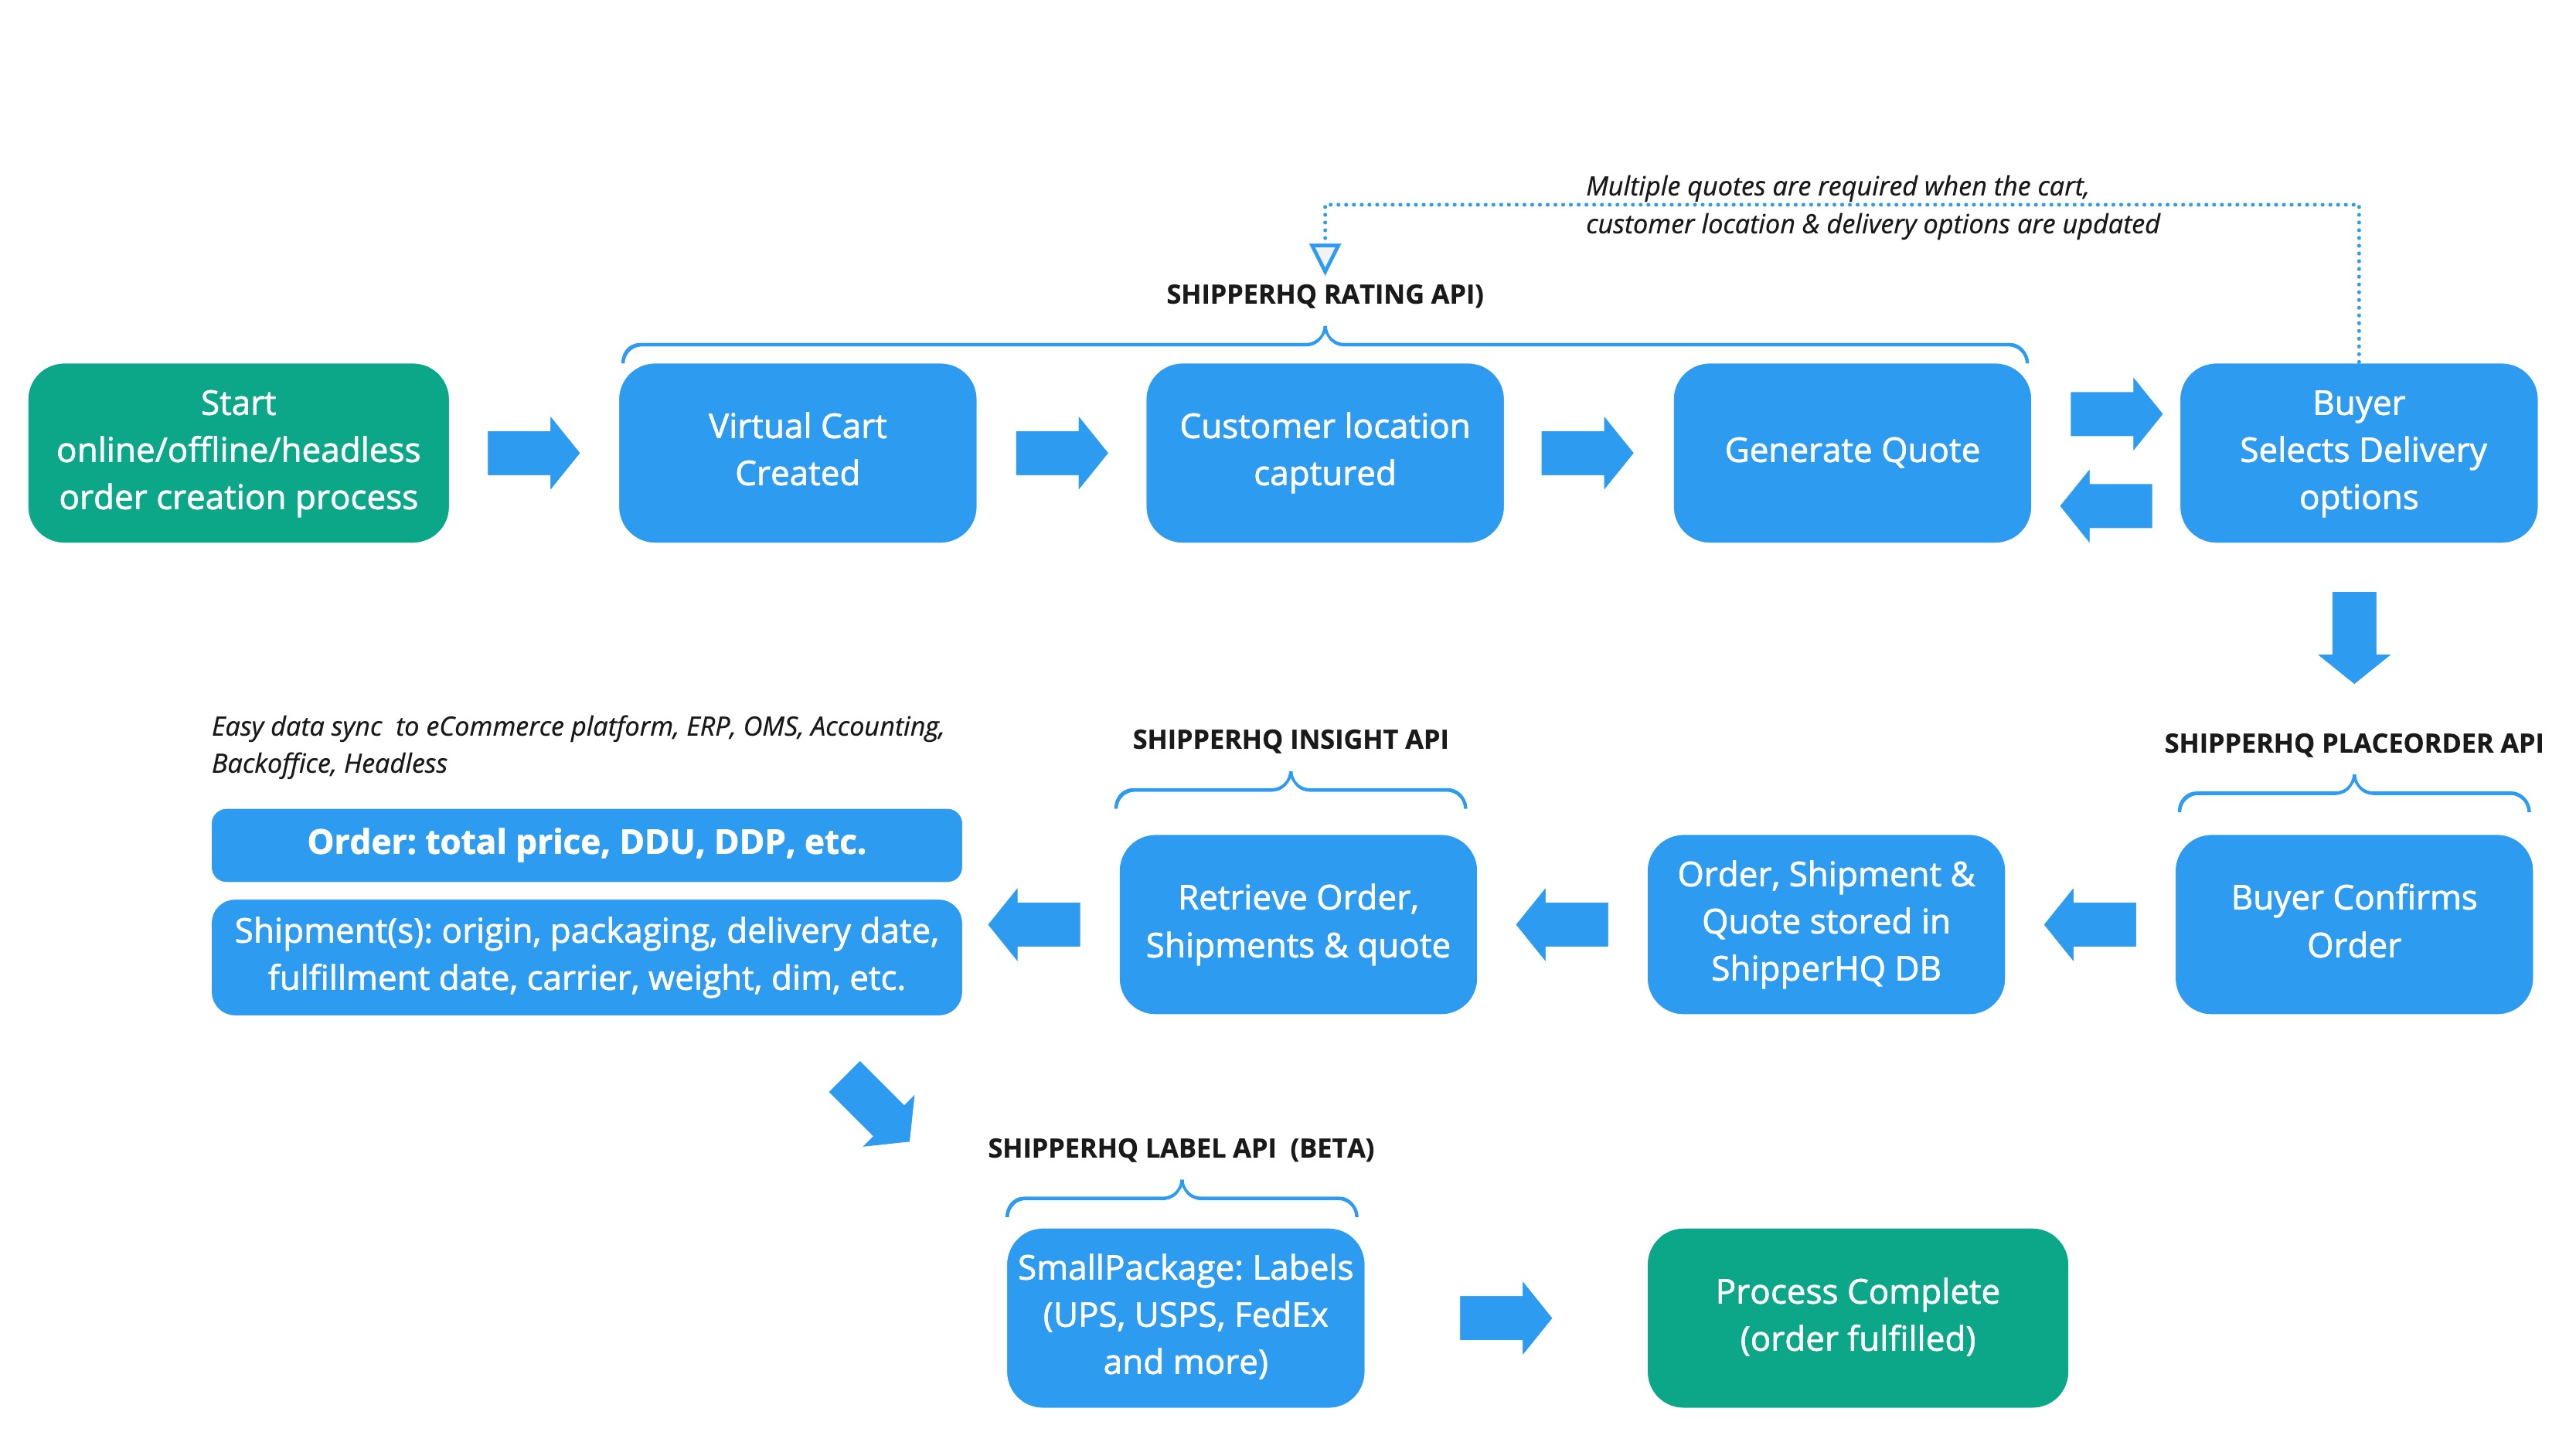 Multiple quotes are required when the cart,
customer location & delivery options are updated
SHIPPERHQ RATING API)
Start
online/offline/headless
order creation process
Virtual Cart
Created
Customer location
captured
Generate Quote
Buyer
Selects Delivery
options
Easy data sync  to eCommerce platform, ERP, OMS, Accounting,
Backoffice, Headless
SHIPPERHQ INSIGHT API
SHIPPERHQ PLACEORDER API
Order: total price, DDU, DDP, etc.
Shipment(s): origin, packaging, delivery date,
fulfillment date, carrier, weight, dim, etc.
Retrieve Order,
Shipments & quote
Order, Shipment &
Quote stored in
ShipperHQ DB
Buyer Confirms
Order
SHIPPERHQ LABEL API  (BETA)
SmallPackage: Labels
(UPS, USPS, FedEx
and more)
Process Complete
(order fulfilled)